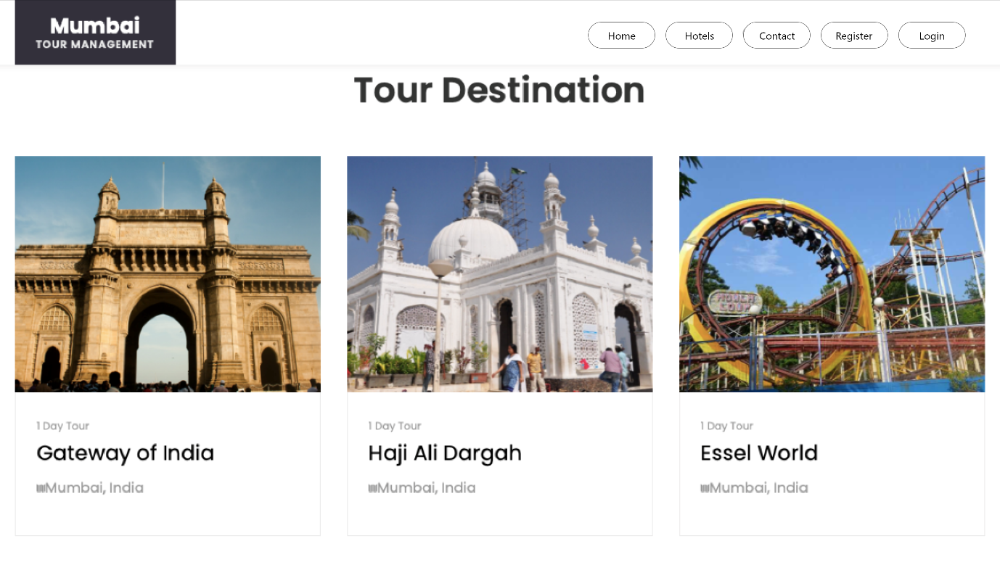 Mumbai
TOUR MANAGEMENT
Home Hotels Contact Register Login
Tour Destination
1 Day Tour
Gateway of India
Mumbai, India
1 Day Tour
Haji Ali Dargah
Mumbai, India
1 Day Tour
Essel World
Mumbai, India